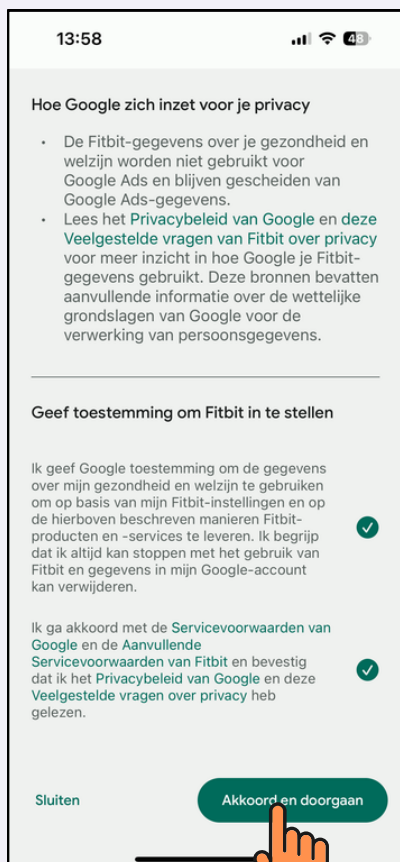 13:58
48
Hoe Google zich inzet voor je privacy
• De Fitbit-gegevens over je gezondheid en
welzijn worden niet gebruikt voor
Google Ads en blijven gescheiden van
Google Ads-gegevens.
• Lees het Privacybeleid van Google en deze
Veelgestelde vragen van Fitbit over privacy
voor meer inzicht in hoe Google je Fitbit-
gegevens gebruikt. Deze bronnen bevatten
aanvullende informatie over de wettelijke
grondslagen van Google voor de
verwerking van persoonsgegevens.
Geef toestemming om Fitbit in te stellen
Ik geef Google toestemming om de gegevens
over mijn gezondheid en welzijn te gebruiken
om op basis van mijn Fitbit-instellingen en op
de hierboven beschreven manieren Fitbit-
producten en -services te leveren. Ik begrijp
dat ik altijd kan stoppen met het gebruik van
Fitbit en gegevens in mijn Google-account
kan verwijderen.
Ik ga akkoord met de Servicevoorwaarden van
Google en de Aanvullende
Servicevoorwaarden van Fitbit en bevestig
dat ik het Privacybeleid van Google en deze
Veelgestelde vragen over privacy heb
gelezen.
Sluiten
Akkoord en doorgaan